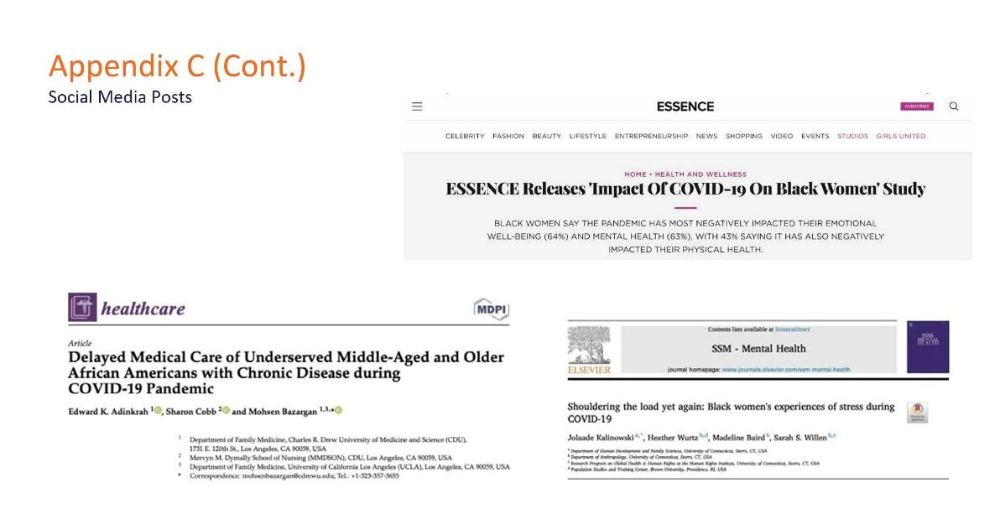 Appendix C (Cont.)
Social Media Posts
ESSENCE
SUBSCRIBE
CELEBRITY FASHION BEAUTY LIFESTYLE ENTREPRENEURSHIP NEWS SHOPPING VIDEO EVENTS STUDIOS GIRLS UNITED
HOME • HEALTH AND WELLNESS
ESSENCE Releases 'Impact Of COVID-19 On Black Women' Study
BLACK WOMEN SAY THE PANDEMIC HAS MOST NEGATIVELY IMPACTED THEIR EMOTIONAL
WELL-BEING (64%) AND MENTAL HEALTH (63%), WITH 43% SAYING IT HAS ALSO NEGATIVELY
IMPACTED THEIR PHYSICAL HEALTH.
healthcare
MDPI
Article
Delayed Medical Care of Underserved Middle-Aged and Older
African Americans with Chronic Disease during
COVID-19 Pandemic
Edward K. Adinkrah 1, Sharon Cobb 2 and Mohsen Bazargan 1,3,*
1 Department of Family Medicine, Charles R. Drew University of Medicine and Science (CDU),
1731 E. 120th St., Los Angeles, CA 90059, USA
2 Mervyn M. Dymally School of Nursing (MMDSON), CDU, Los Angeles, CA 90059, USA
3 Department of Family Medicine, University of California Los Angeles (UCLA), Los Angeles, CA 90059, USA
* Correspondence: mohsenbazargan@cdrewu.edu; Tel.: +1-323-357-3655
Contents lists available at ScienceDirect
SSM - Mental Health
journal homepage: www.journals.elsevier.com/ssm-mental-health
ELSEVIER
SSM-
MENTAL
HEALTH
Shouldering the load yet again: Black women's experiences of stress during
COVID-19
Check for
updates
Jolaade Kalinowski a,*, Heather Wurtz b,d, Madeline Baird b, Sarah S. Willen b,c
a Department of Human Development and Family Sciences, University of Connecticut, Storrs, CT, USA
b Department of Anthropology, University of Connecticut, Storrs, CT, USA
c Research Program on Global Health & Human Rights at the Human Rights Institute, University of Connecticut, Storrs, CT, USA
d Population Studies and Training Center, Brown University, Providence, RI, USA